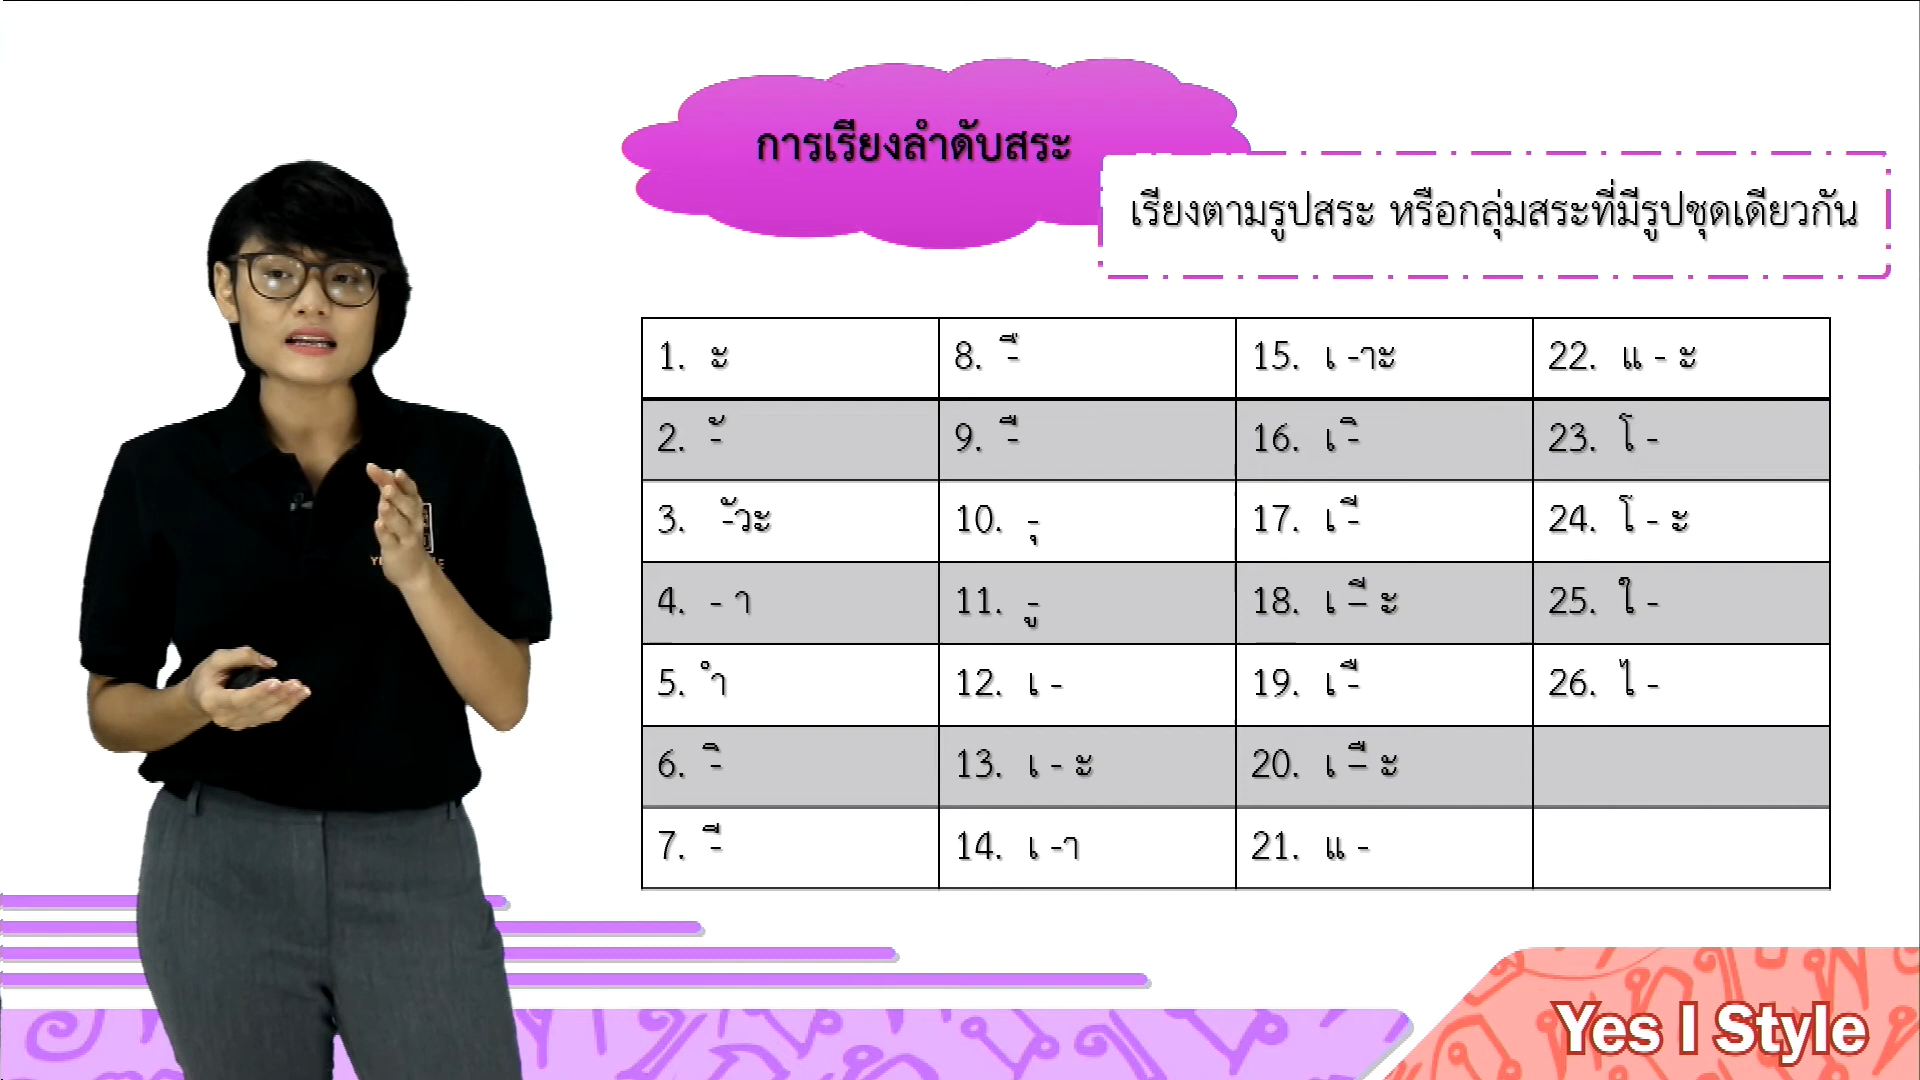 การเรียงลำดับสระ
เรียงตามรูปสระ หรือกลุ่มสระที่มีรูปชุดเดียวกัน
1. ะ 8. -ึ 15. เ -าะ 22. แ - ะ
2. -ั 9. -ื 16. เ -ิ 23. โ -
3. -ัวะ 10. -ุ 17. เ -ี 24. โ - ะ
4. - า 11. -ู 18. เ -ี ะ 25. ใ -
5. ำ 12. เ - 19. เ -ื 26. ไ -
6. -ิ 13. เ - ะ 20. เ -ื ะ
7. -ี 14. เ -า 21. แ -
Yes I Style